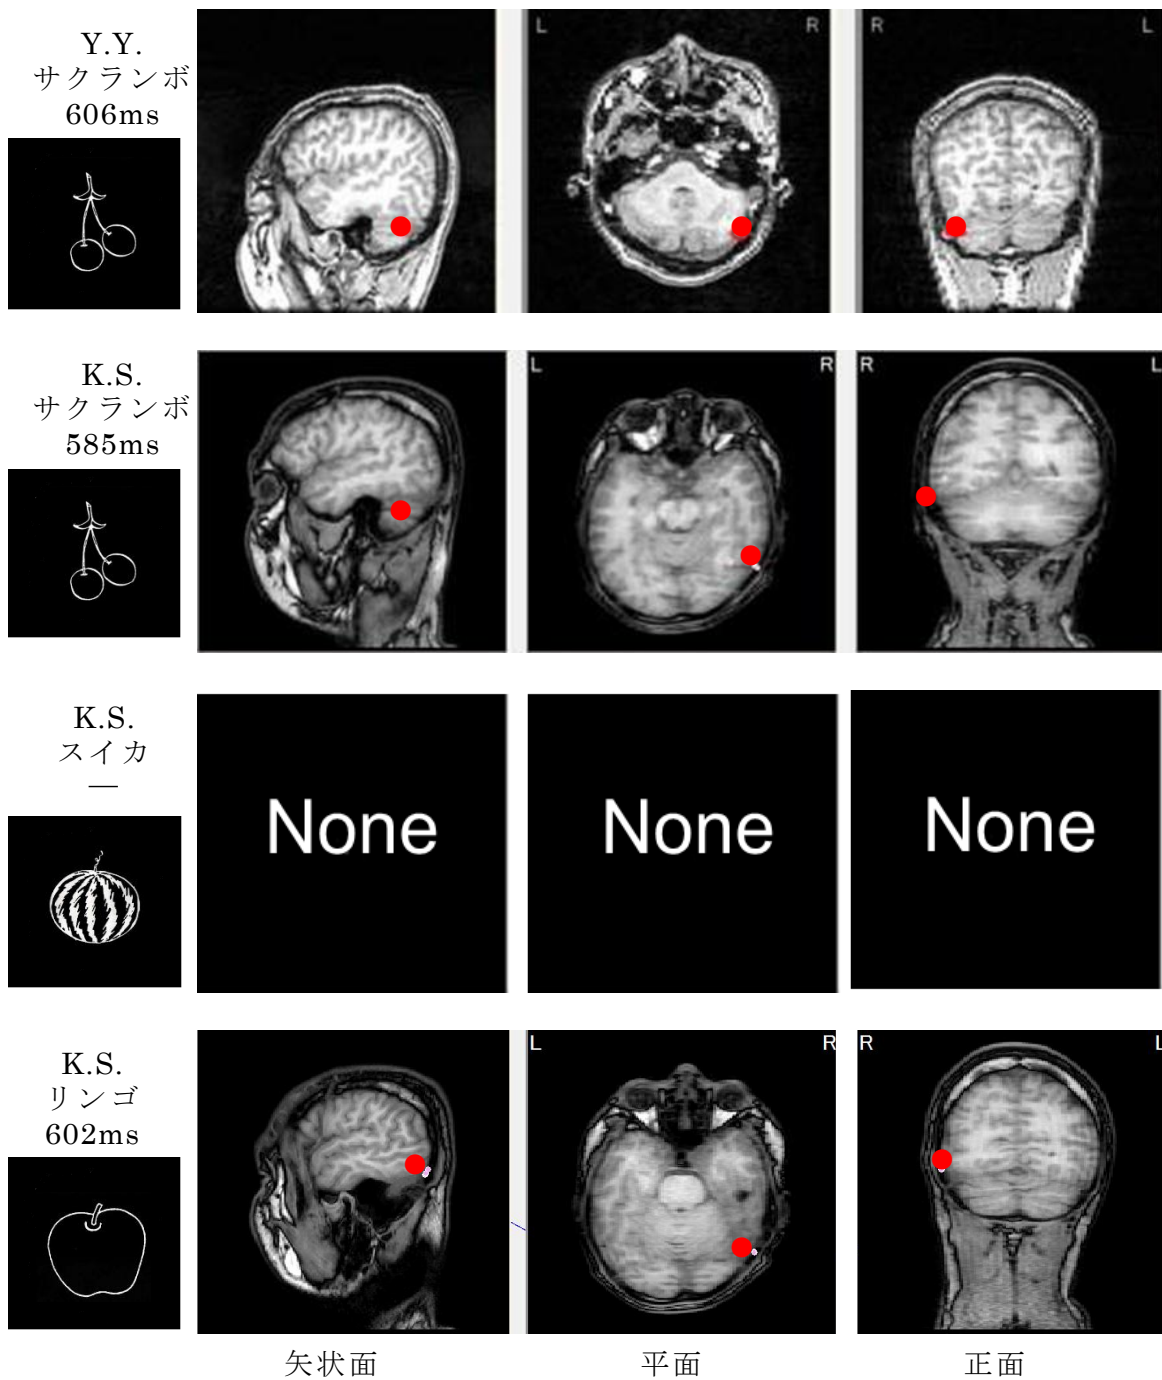 Y.Y.
サクランボ
606ms
L R
R L
K.S.
サクランボ
585ms
L R
R L
K.S.
スイカ
—
None
None
None
K.S.
リンゴ
602ms
L R
R L
矢状面
平面
正面